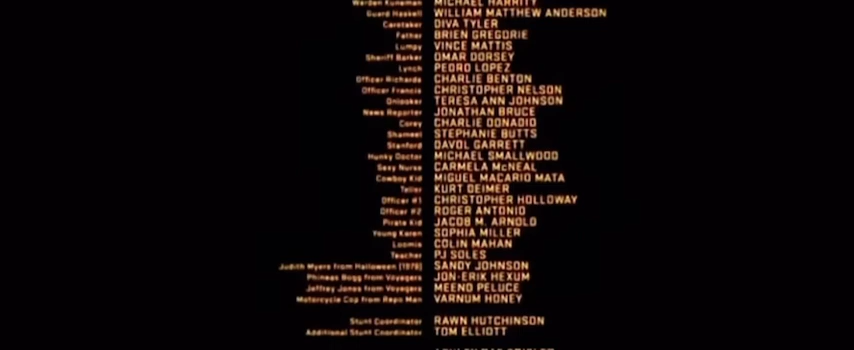 Warden Kuneman MICHAEL HARRITY
Guard Haskell WILLIAM MATTHEW ANDERSON
Caretaker DIVA TYLER
Father BRIEN GREGORIE
Lumpy VINCE MATTIS
Sheriff Barker OMAR DORSEY
Lynch PEDRO LOPEZ
Officer Richards CHARLIE BENTON
Officer Francis CHRISTOPHER NELSON
Onlooker TERESA ANN JOHNSON
News Reporter JONATHAN BRUCE
Corey CHARLIE DONADIO
Shameel STEPHANIE BUTTS
Stanford DAVOL GARRETT
Hunky Doctor MICHAEL SMALLWOOD
Sexy Nurse CARMELA McNEAL
Cowboy Kid MIGUEL MACARIO MATA
Teller KURT DEIMER
Officer #1 CHRISTOPHER HOLLOWAY
Officer #2 ROGER ANTONIO
Pirate Kid JACOB M. ARNOLD
Young Karen SOPHIA MILLER
Loomis COLIN MAHAN
Teacher PJ SOLES
Judith Myers from Halloween (1978) SANDY JOHNSON
Phineas Bogg from Voyagers JON-ERIK HEXUM
Jeffrey Jones from Voyagers MEENO PELUCE
Motorcycle Cop from Repo Man VARNUM HONEY
Stunt Coordinator RAWN HUTCHINSON
Additional Stunt Coordinator TOM ELLIOTT